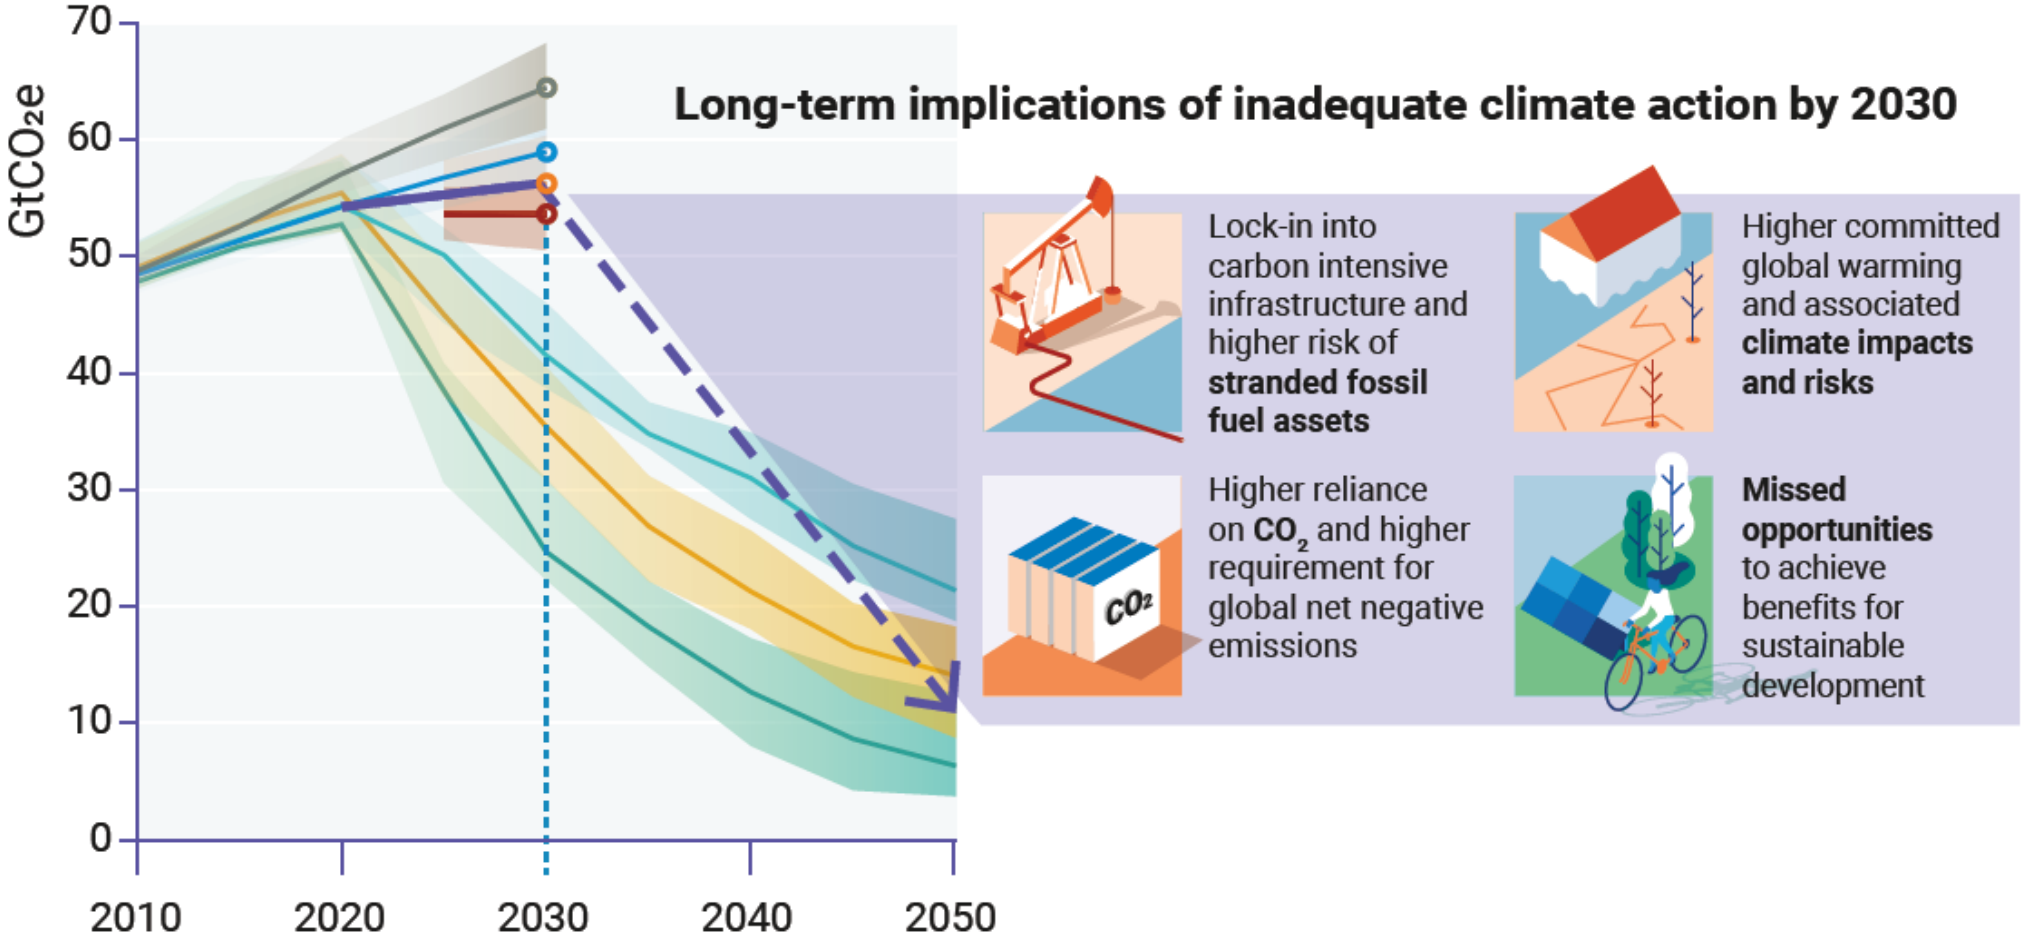 Long-term implications of inadequate climate action by 2030
GtCO₂e
70
60
50
40
30
20
10
0
2010
2020
2030
2040
2050
Lock-in into
carbon intensive
infrastructure and
higher risk of
stranded fossil
fuel assets
Higher committed
global warming
and associated
climate impacts
and risks
CO₂
Higher reliance
on CO₂ and higher
requirement for
global net negative
emissions
Missed
opportunities
to achieve
benefits for
sustainable
development